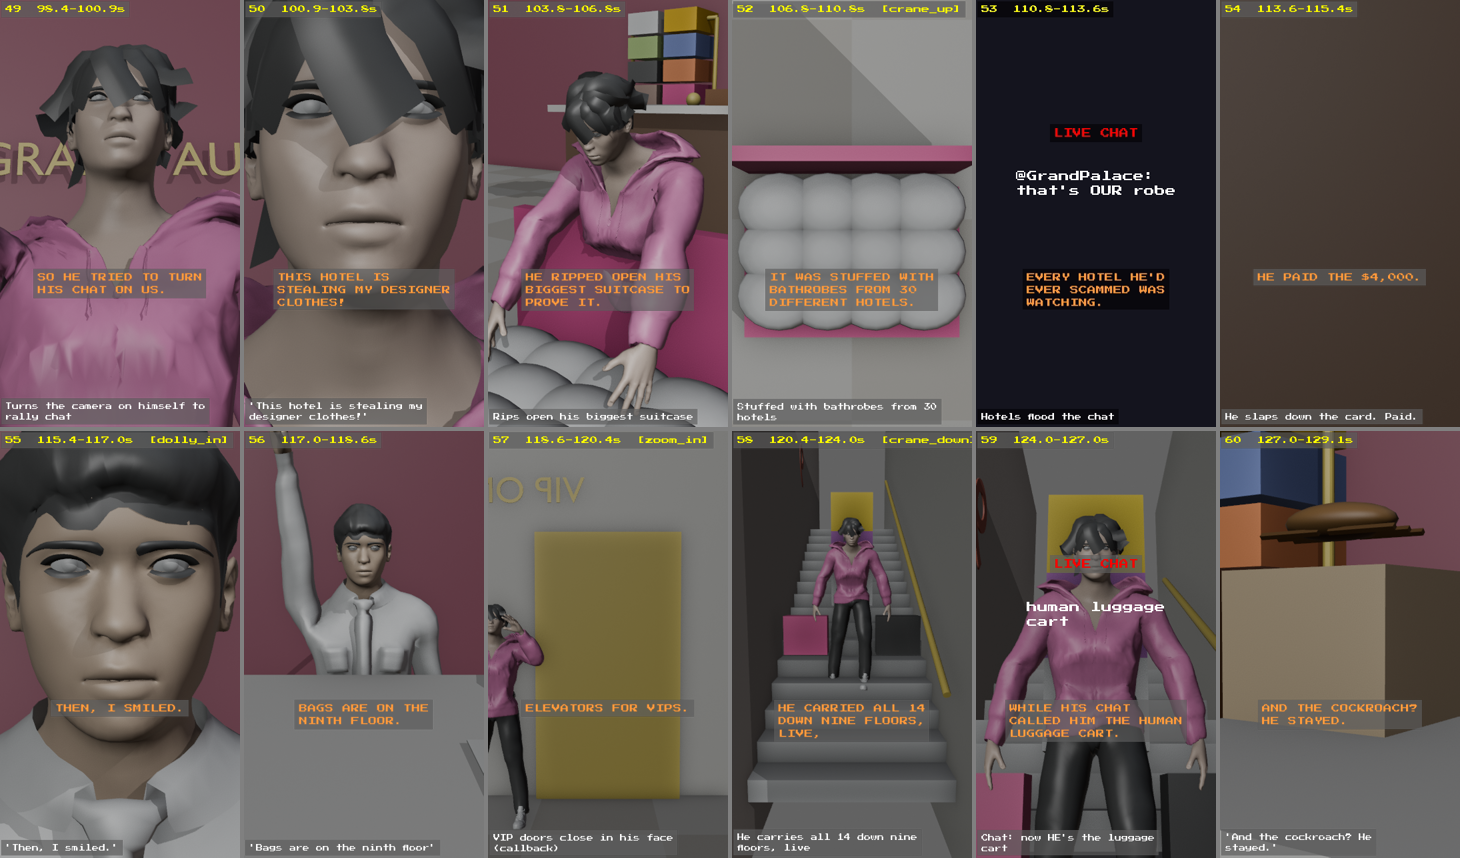 49 98.4-100.9s
GRA AU
SO HE TRIED TO TURN
HIS CHAT ON US.
Turns the camera on himself to
rally chat
50 100.9-103.8s
THIS HOTEL IS
STEALING MY DESIGNER
CLOTHES!
'This hotel is stealing my
designer clothes!'
51 103.8-106.8s
HE RIPPED OPEN HIS
BIGGEST SUITCASE TO
PROVE IT.
Rips open his biggest suitcase
52 106.8-110.8s [crane_up]
IT WAS STUFFED WITH
BATHROBES FROM 30
DIFFERENT HOTELS.
Stuffed with bathrobes from 30
hotels
53 110.8-113.6s
LIVE CHAT
@GrandPalace:
that's OUR robe
EVERY HOTEL HE'D
EVER SCAMMED WAS
WATCHING.
Hotels flood the chat
54 113.6-115.4s
HE PAID THE $4,000.
He slaps down the card. Paid.
55 115.4-117.0s [dolly_in]
THEN, I SMILED.
'Then, I smiled.'
56 117.0-118.6s
BAGS ARE ON THE
NINTH FLOOR.
'Bags are on the ninth floor'
57 118.6-120.4s [zoom_in]
VIP O
ELEVATORS FOR VIPS.
VIP doors close in his face
(callback)
58 120.4-124.0s [crane_down]
HE CARRIED ALL 14
DOWN NINE FLOORS,
LIVE,
He carries all 14 down nine
floors, live
59 124.0-127.0s
LIVE CHAT
human luggage
cart
WHILE HIS CHAT
CALLED HIM THE HUMAN
LUGGAGE CART.
Chat: now HE's the luggage
cart
60 127.0-129.1s
AND THE COCKROACH?
HE STAYED.
'And the cockroach? He
stayed.'